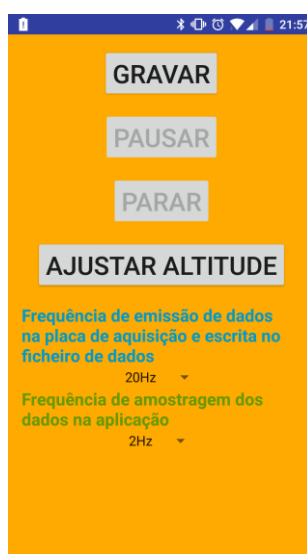 21:57
GRAVAR
PAUSAR
PARAR
AJUSTAR ALTITUDE
Frequência de emissão de dados
na placa de aquisição e escrita no
ficheiro de dados
20Hz
Frequência de amostragem dos
dados na aplicação
2Hz